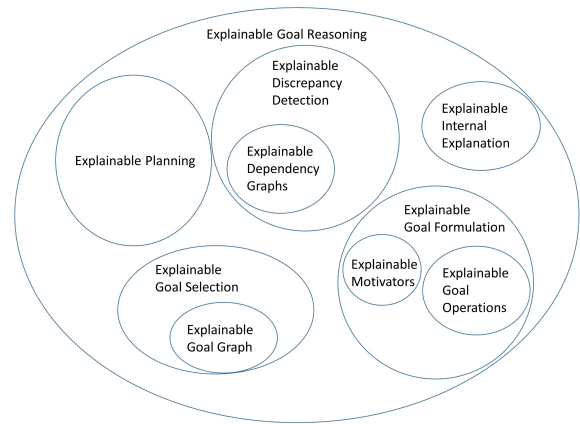 Explainable Goal Reasoning
Explainable
Discrepancy
Detection
Explainable
Internal
Explanation
Explainable Planning
Explainable
Dependency
Graphs
Explainable
Goal Formulation
Explainable
Motivators
Explainable
Goal
Operations
Explainable
Goal Selection
Explainable
Goal Graph